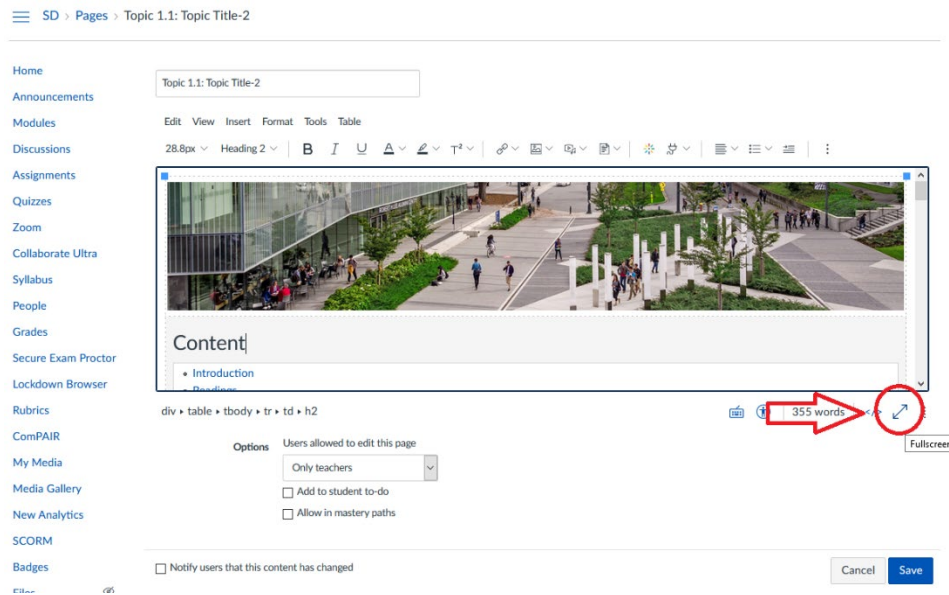 SD > Pages > Topic 1.1: Topic Title-2
Home
Announcements
Modules
Discussions
Assignments
Quizzes
Zoom
Collaborate Ultra
Syllabus
People
Grades
Secure Exam Proctor
Lockdown Browser
Rubrics
ComPAIR
My Media
Media Gallery
New Analytics
SCORM
Badges
Files
Topic 1.1: Topic Title-2
Edit View Insert Format Tools Table
28.8px Heading 2 B I U A T²
Content
• Introduction
• Readings
div ▸ table ▸ tbody ▸ tr ▸ td ▸ h2
355 words </>
Fullscreen
Options
Users allowed to edit this page
Only teachers
Add to student to-do
Allow in mastery paths
Notify users that this content has changed
Cancel Save